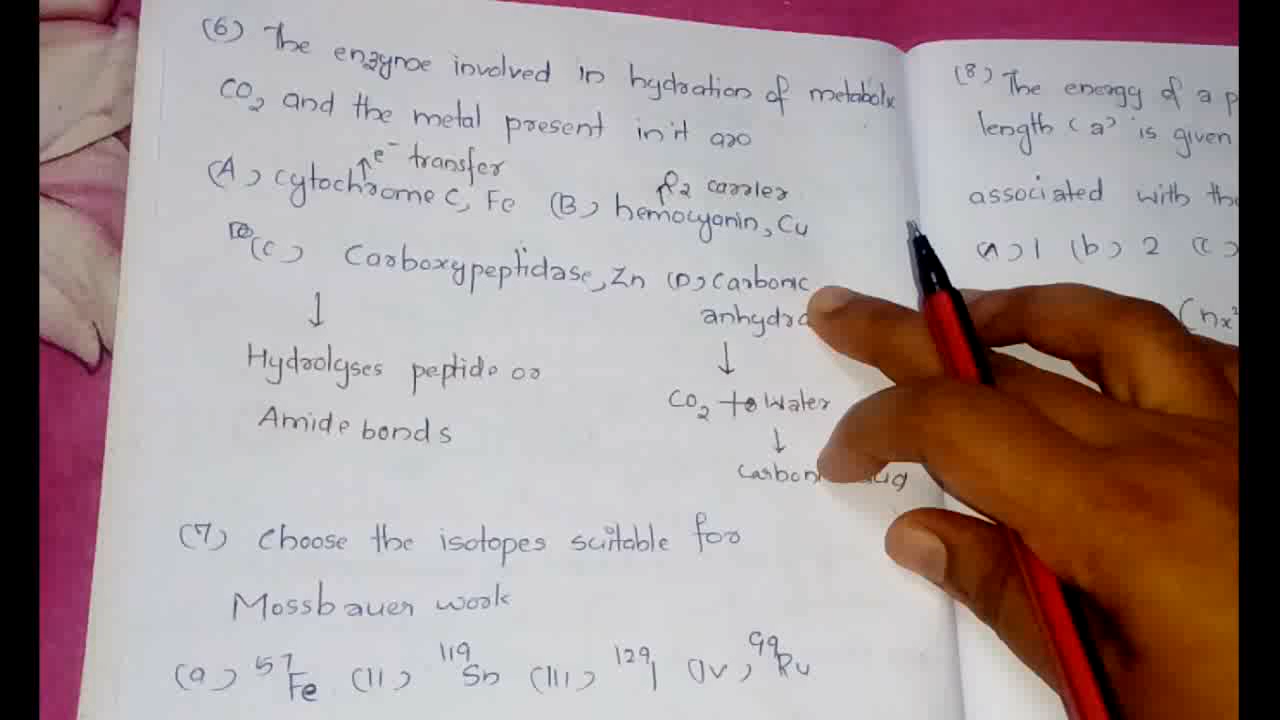 (6) The enzyme involved in hydration of metabolic
CO2 and the metal present in it are
↑ e- transfer
(A) Cytochrome C, Fe (B) hemocyanin, Cu
carrier
(C) Carboxypeptidase, Zn (D) Carbonic
anhydra
↓
↓
Hydrolyses peptide or
Amide bonds
CO2 to water
↓
Carbon
(7) Choose the isotopes suitable for
Mossbauer work
(a) 57Fe (II) 119Sn (III) 129I (IV) 99Ru
(8) The energy of a p
length (a) is given
associated with the
(a) 1 (b) 2 (c)
(nx2